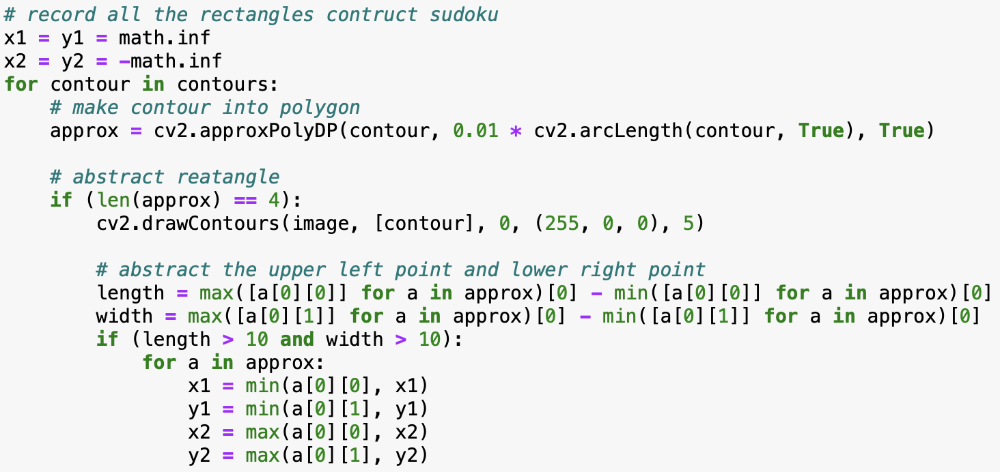 # record all the rectangles contruct sudoku
x1 = y1 = math.inf
x2 = y2 = -math.inf
for contour in contours:
    # make contour into polygon
    approx = cv2.approxPolyDP(contour, 0.01 * cv2.arcLength(contour, True), True)

    # abstract reatangle
    if (len(approx) == 4):
        cv2.drawContours(image, [contour], 0, (255, 0, 0), 5)

        # abstract the upper left point and lower right point
        length = max([a[0][0]] for a in approx)[0] - min([a[0][0]] for a in approx)[0]
        width = max([a[0][1]] for a in approx)[0] - min([a[0][1]] for a in approx)[0]
        if (length > 10 and width > 10):
            for a in approx:
                x1 = min(a[0][0], x1)
                y1 = min(a[0][1], y1)
                x2 = max(a[0][0], x2)
                y2 = max(a[0][1], y2)